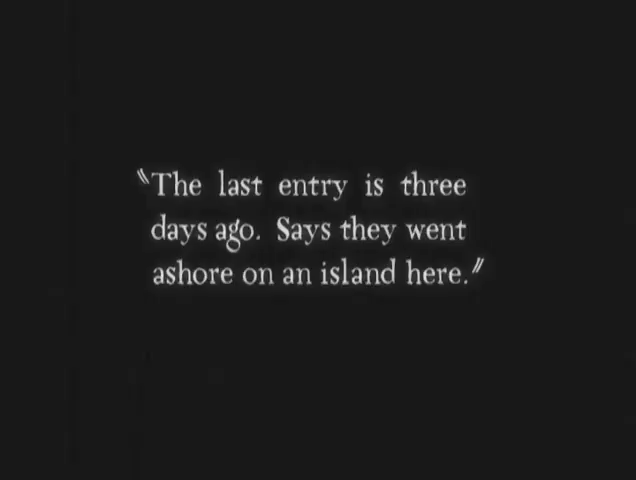 "The last entry is three
days ago. Says they went
ashore on an island here."